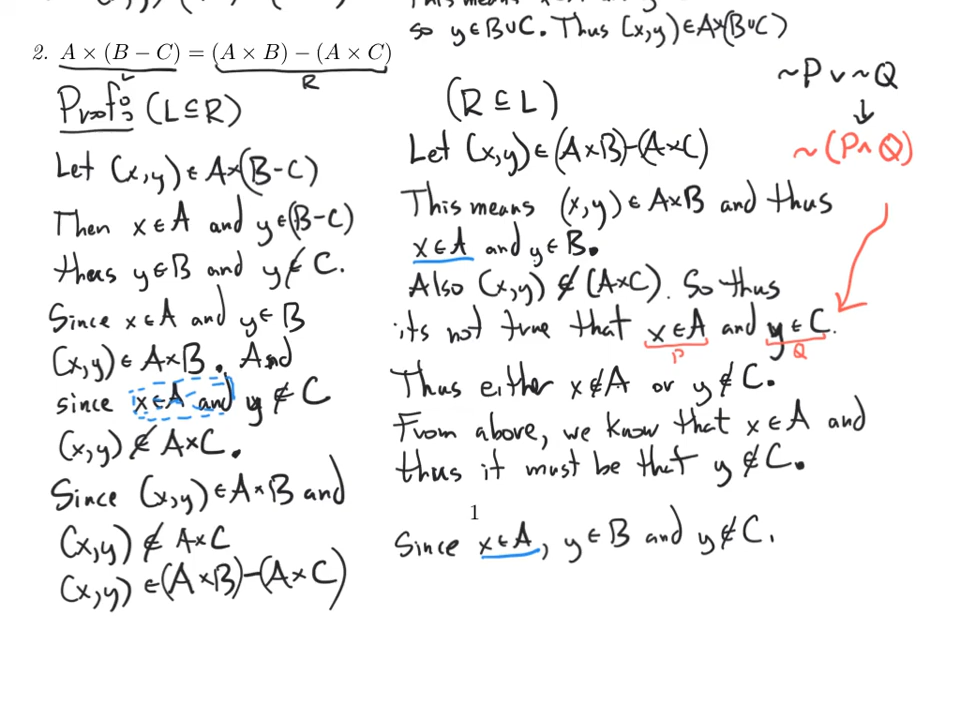 so y ∈ B∪C. Thus (x,y) ∈ A×(B∪C)
2. A × (B − C) = (A × B) − (A × C)
L
R
Proof: (L ⊆ R)
Let (x,y) ∈ A×(B-C)
Then x ∈ A and y ∈ (B-C)
thus y ∈ B and y ∉ C.
Since x ∈ A and y ∈ B
(x,y) ∈ A×B. And
since x ∈ A and y ∉ C
(x,y) ∉ A×C.
Since (x,y) ∈ A×B and
(x,y) ∉ A×C
(x,y) ∈ (A×B)-(A×C)
(R ⊆ L)
Let (x,y) ∈ (A×B)-(A×C)
This means (x,y) ∈ A×B and thus
x ∈ A and y ∈ B.
Also (x,y) ∉ (A×C). So thus
its not true that x ∈ A and y ∈ C.
P
Q
Thus either x ∉ A or y ∉ C.
From above, we know that x ∈ A and
thus it must be that y ∉ C.
1
Since x ∈ A, y ∈ B and y ∉ C.
~P ∨ ~Q
↓
~(P ∧ Q)